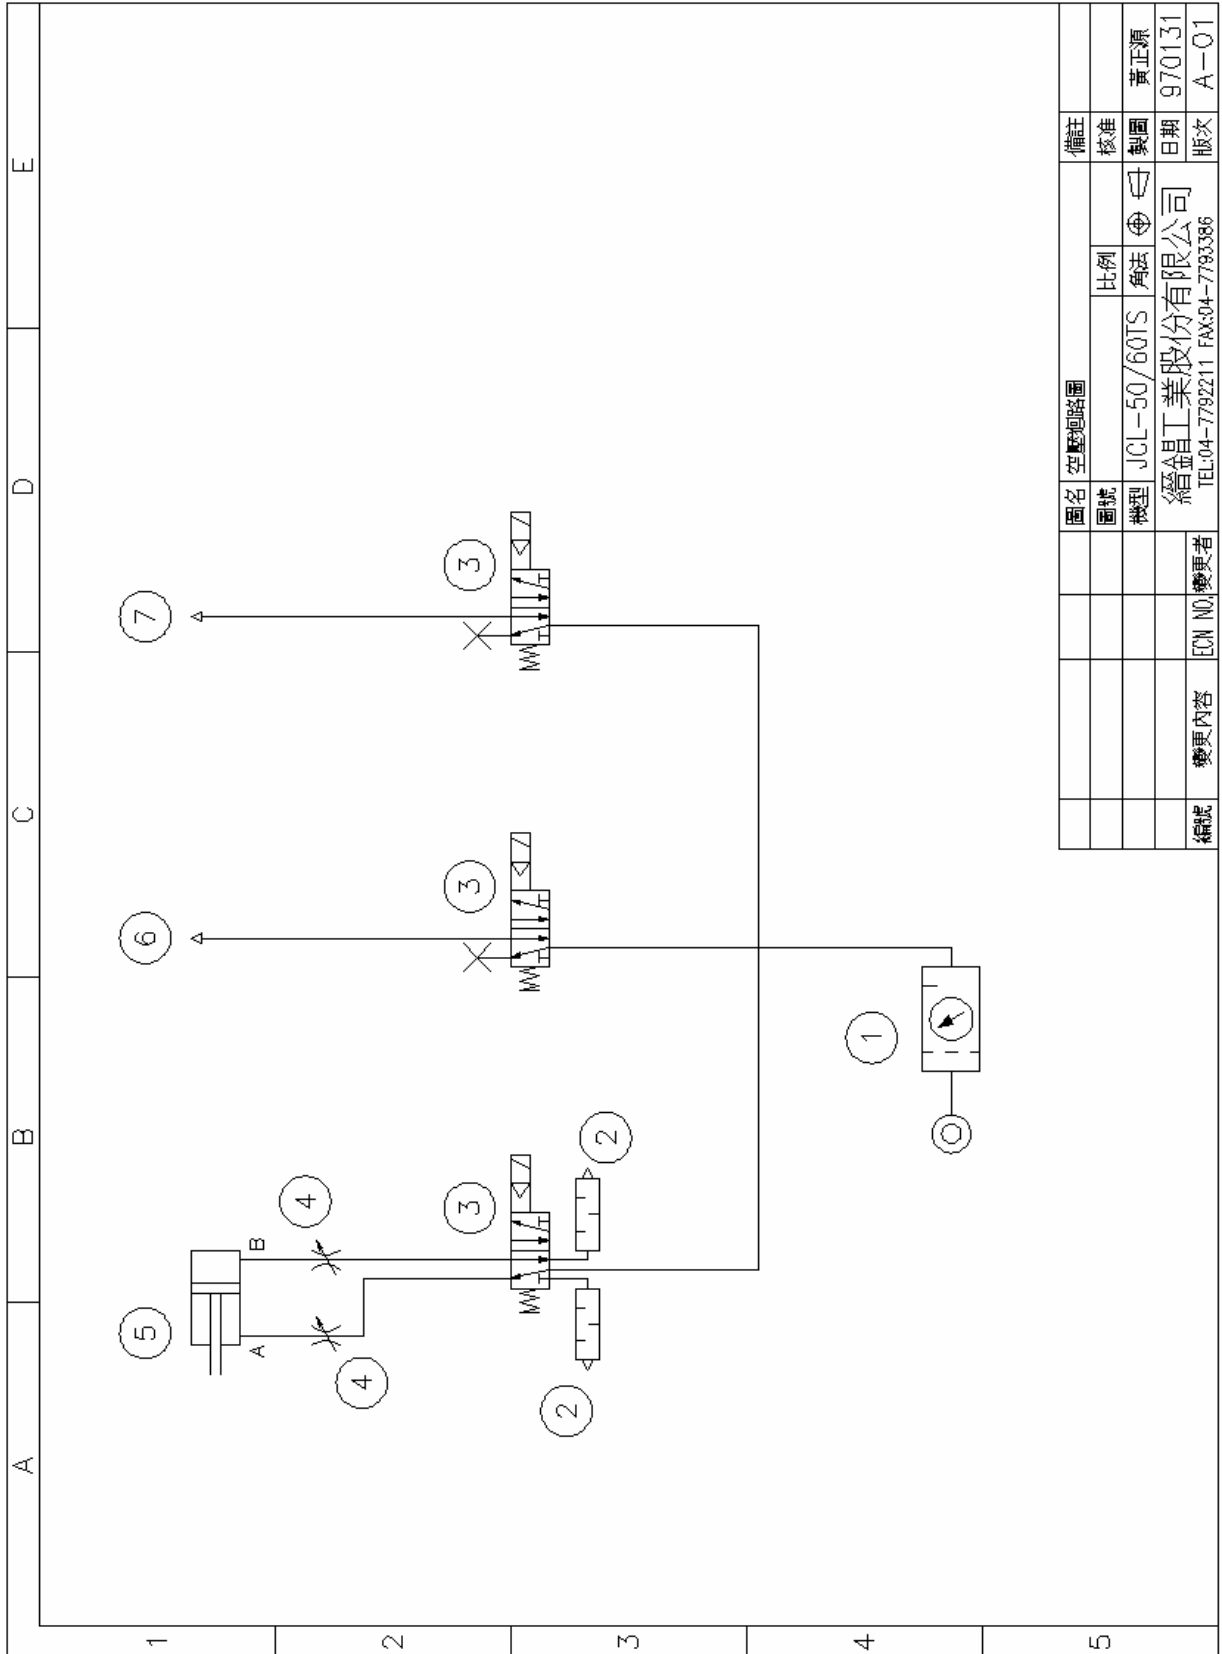 A B C D E
1
2
3
4
5
5
6
7
A
B
4
4
3
3
3
2
2
1
圖名 空壓迴路圖 備註
圖號 比例 核准
機型 JCL-50/60TS 角法 製圖 黃正源
縉錩工業股份有限公司 日期 970131
TEL:04-7792211 FAX:04-7793386
編號 變更內容 ECN NO. 變更者 版次 A-01